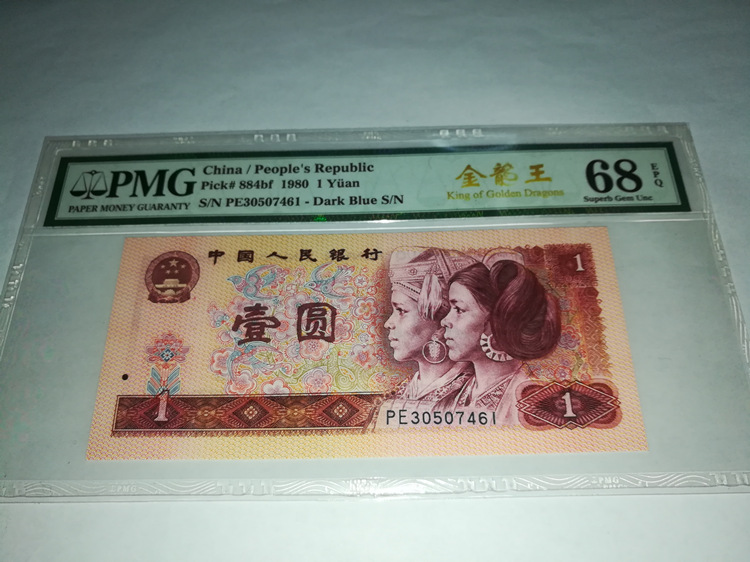 PMG
PAPER MONEY GUARANTY
China / People's Republic
Pick# 884bf 1980 1 Yüan
S/N PE30507461 - Dark Blue S/N
金龍王
King of Golden Dragons
68
EPQ
Superb Gem Unc
中国人民银行
1
壹圆
1
1
PE30507461